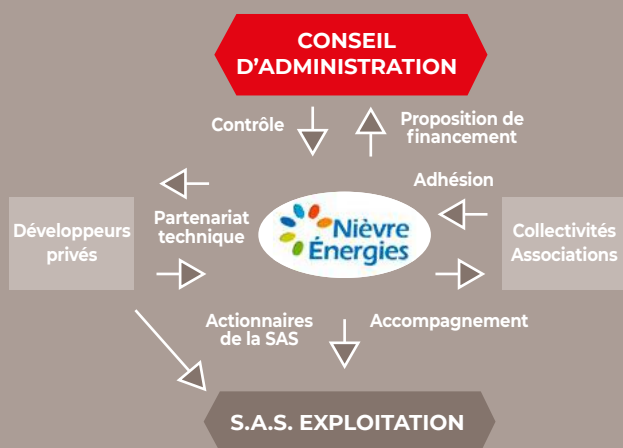 CONSEIL
D'ADMINISTRATION
Contrôle
Proposition de
financement
Adhésion
Développeurs
privés
Partenariat
technique
Nièvre
Énergies
Collectivités
Associations
Actionnaires
de la SAS
Accompagnement
S.A.S. EXPLOITATION